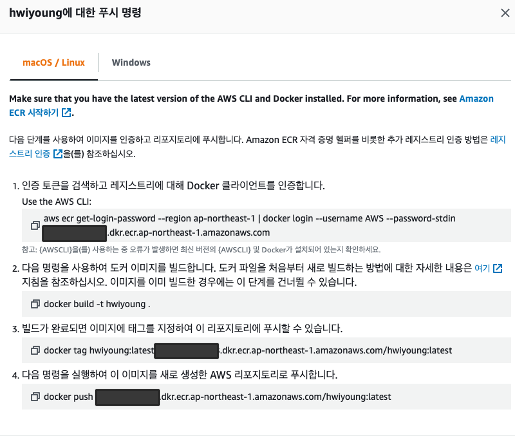 hwiyoung에 대한 푸시 명령
macOS / Linux
Windows
Make sure that you have the latest version of the AWS CLI and Docker installed. For more information, see Amazon
ECR 시작하기
다음 단계를 사용하여 이미지를 인증하고 리포지토리에 푸시합니다. Amazon ECR 자격 증명 헬퍼를 비롯한 추가 레지스트리 인증 방법은 레지
스트리 인증 을(를) 참조하십시오.
1. 인증 토큰을 검색하고 레지스트리에 대해 Docker 클라이언트를 인증합니다.
Use the AWS CLI:
aws ecr get-login-password --region ap-northeast-1 | docker login --username AWS --password-stdin
.dkr.ecr.ap-northeast-1.amazonaws.com
참고: {AWSCLI}을(를) 사용하는 중 오류가 발생하면 최신 버전의 {AWSCLI} 및 Docker가 설치되어 있는지 확인하세요.
2. 다음 명령을 사용하여 도커 이미지를 빌드합니다. 도커 파일을 처음부터 새로 빌드하는 방법에 대한 자세한 내용은 여기
지침을 참조하십시오. 이미지를 이미 빌드한 경우에는 이 단계를 건너뛸 수 있습니다.
docker build -t hwiyoung .
3. 빌드가 완료되면 이미지에 태그를 지정하여 이 리포지토리에 푸시할 수 있습니다.
docker tag hwiyoung:latest .dkr.ecr.ap-northeast-1.amazonaws.com/hwiyoung:latest
4. 다음 명령을 실행하여 이 이미지를 새로 생성한 AWS 리포지토리로 푸시합니다.
docker push .dkr.ecr.ap-northeast-1.amazonaws.com/hwiyoung:latest